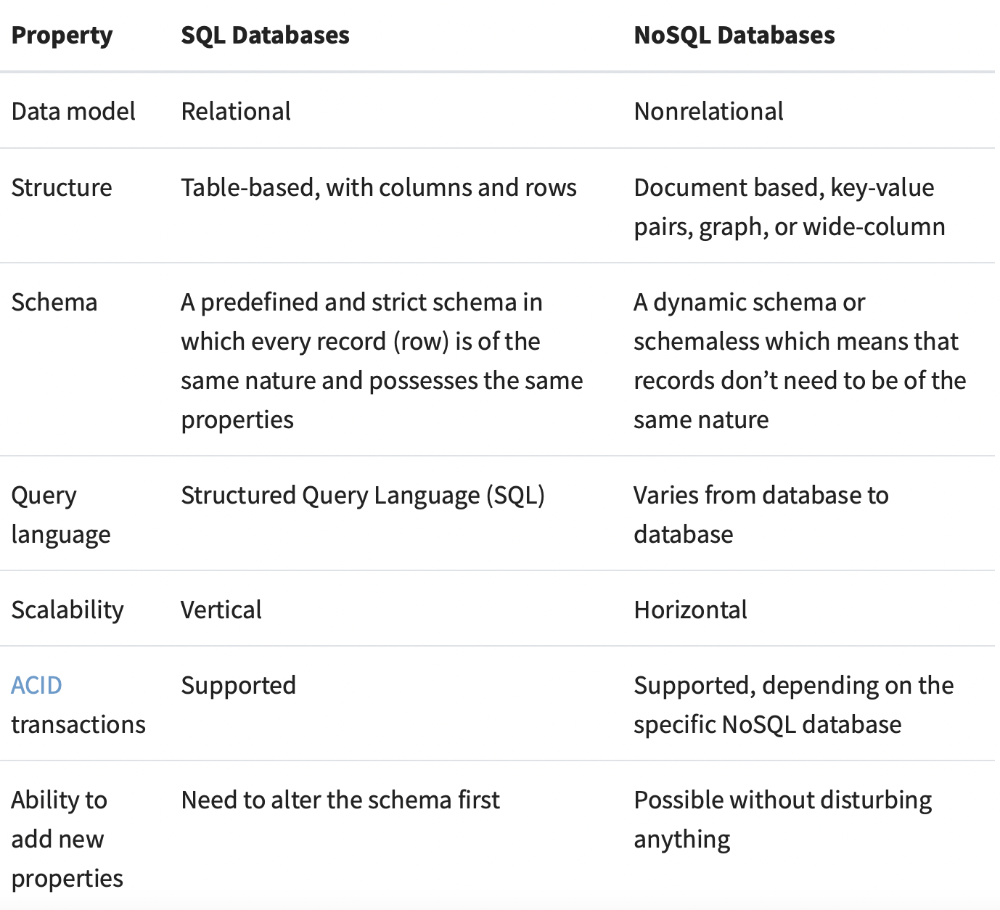 Property SQL Databases NoSQL Databases
Data model Relational Nonrelational
Structure Table-based, with columns and rows Document based, key-value
pairs, graph, or wide-column
Schema A predefined and strict schema in A dynamic schema or
which every record (row) is of the schemaless which means that
same nature and possesses the same records don’t need to be of the
properties same nature
Query Structured Query Language (SQL) Varies from database to
language database
Scalability Vertical Horizontal
ACID Supported Supported, depending on the
transactions specific NoSQL database
Ability to Need to alter the schema first Possible without disturbing
add new anything
properties